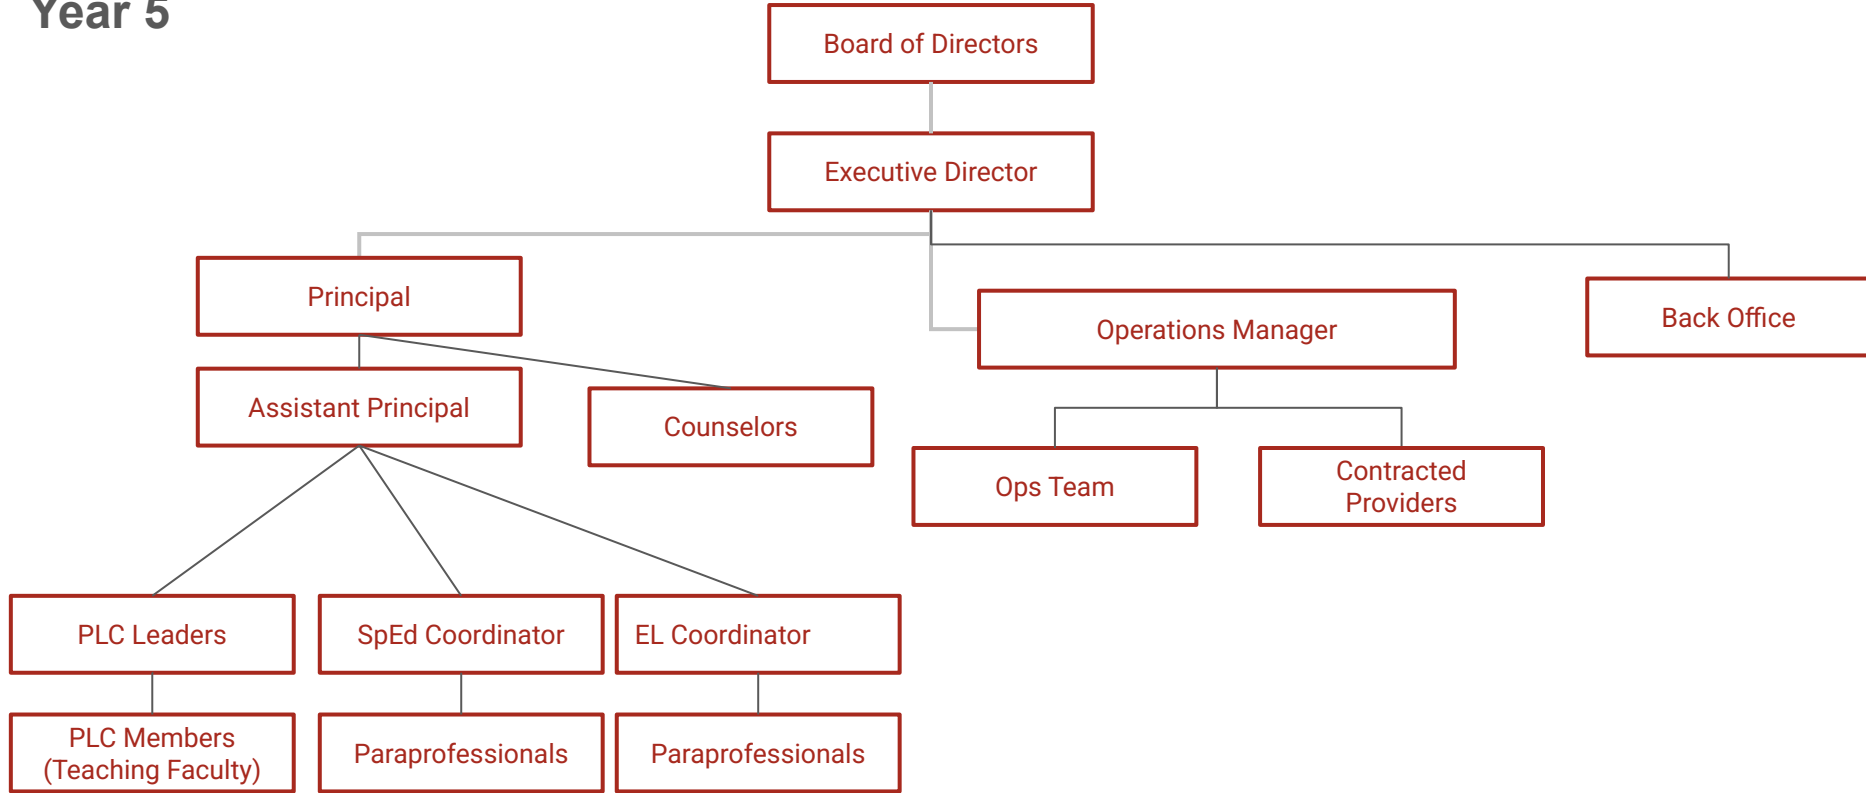 Year 5
Board of Directors
Executive Director
Principal
Operations Manager
Back Office
Assistant Principal
Counselors
Ops Team
Contracted
Providers
PLC Leaders
SpEd Coordinator
EL Coordinator
PLC Members
(Teaching Faculty)
Paraprofessionals
Paraprofessionals